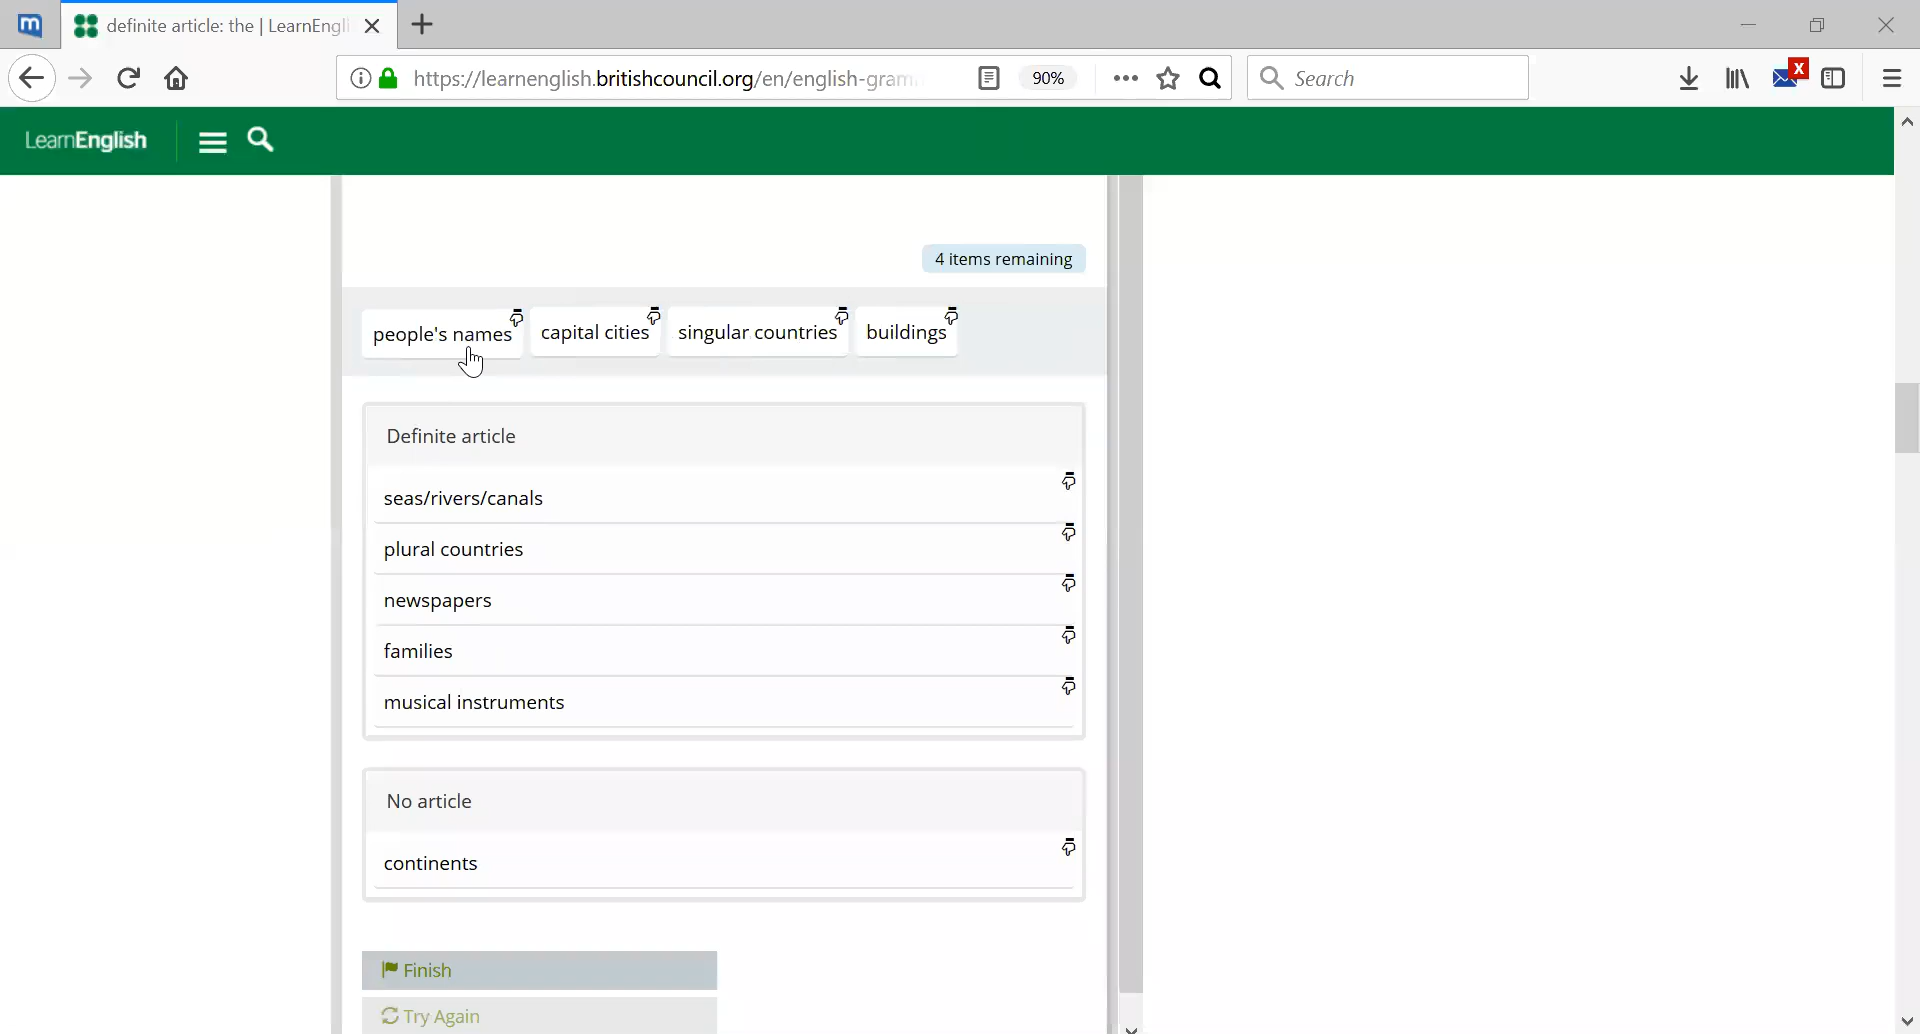 definite article: the | LearnEngli
https://learnenglish.britishcouncil.org/en/english-gram
90%
Search
X
LearnEnglish
4 items remaining
people's names
capital cities
singular countries
buildings
Definite article
seas/rivers/canals
plural countries
newspapers
families
musical instruments
No article
continents
Finish
Try Again